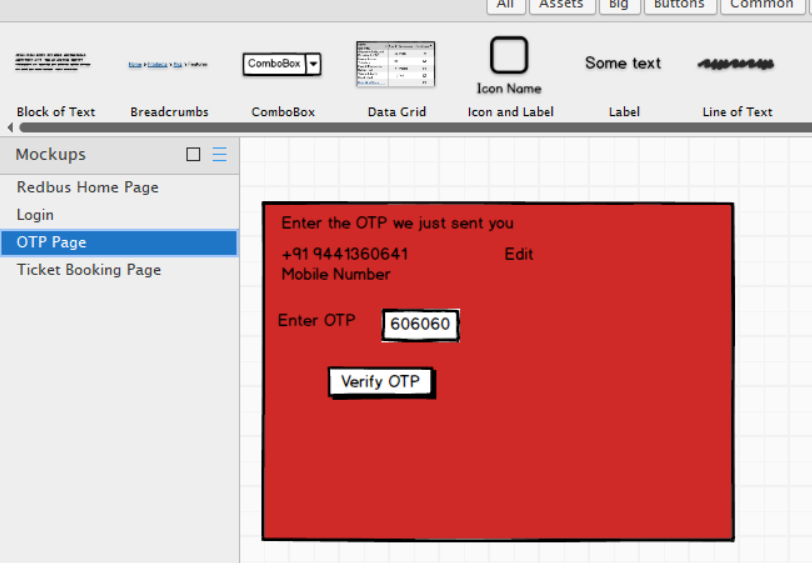 All
Assets
Big
Buttons
Common
ComboBox
Some text
Icon Name
Block of Text
Breadcrumbs
ComboBox
Data Grid
Icon and Label
Label
Line of Text
Mockups
Redbus Home Page
Login
OTP Page
Ticket Booking Page
Enter the OTP we just sent you
+91 9441360641
Edit
Mobile Number
Enter OTP
606060
Verify OTP